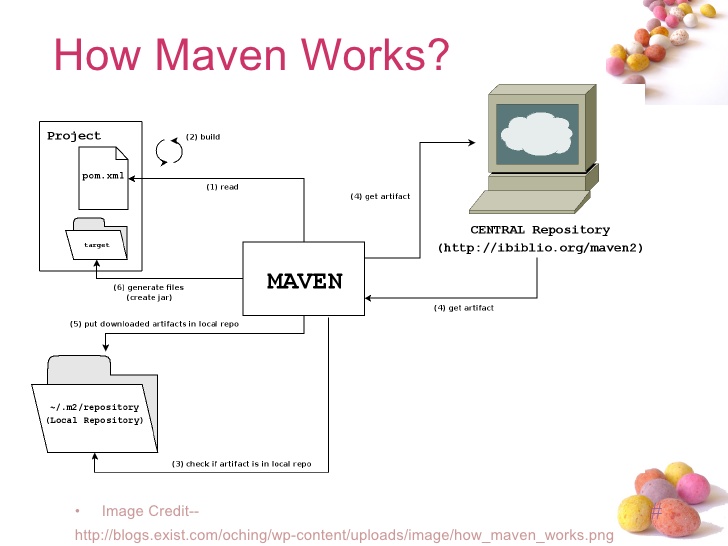 How Maven Works?
Project
(2) build
pom.xml
(1) read
(4) get artifact
target
CENTRAL Repository
(http://ibiblio.org/maven2)
MAVEN
(6) generate files
(create jar)
(4) get artifact
(5) put downloaded artifacts in local repo
~/.m2/repository
(Local Repository)
(3) check if artifact is in local repo
• Image Credit--
http://blogs.exist.com/oching/wp-content/uploads/image/how_maven_works.png
#